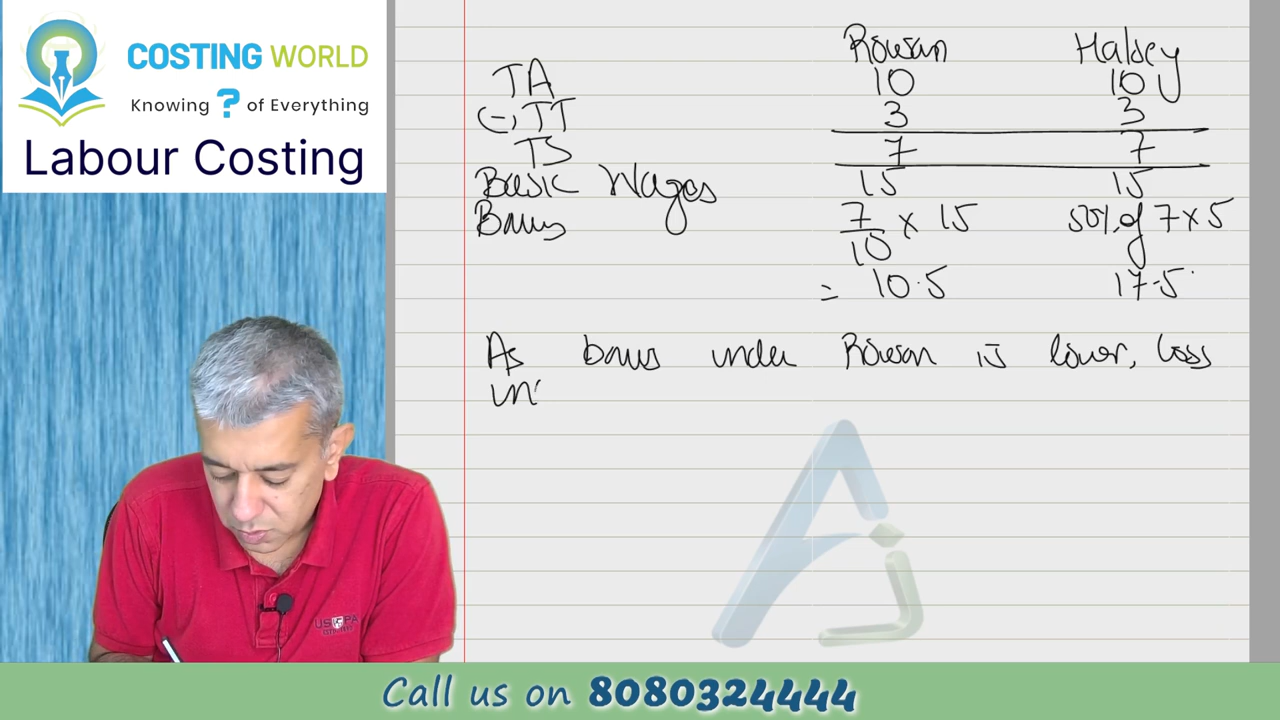 COSTING WORLD
Knowing ? of Everything
Labour Costing
Rowan Halsey
TA 10 10
(-) TT 3 3
TS 7 7
Basic Wages 15 15
Bonus 7/10 × 15 50% of 7 × 5
= 10.5 17.5
As bonus under Rowan is lower, loss
Call us on 8080324444